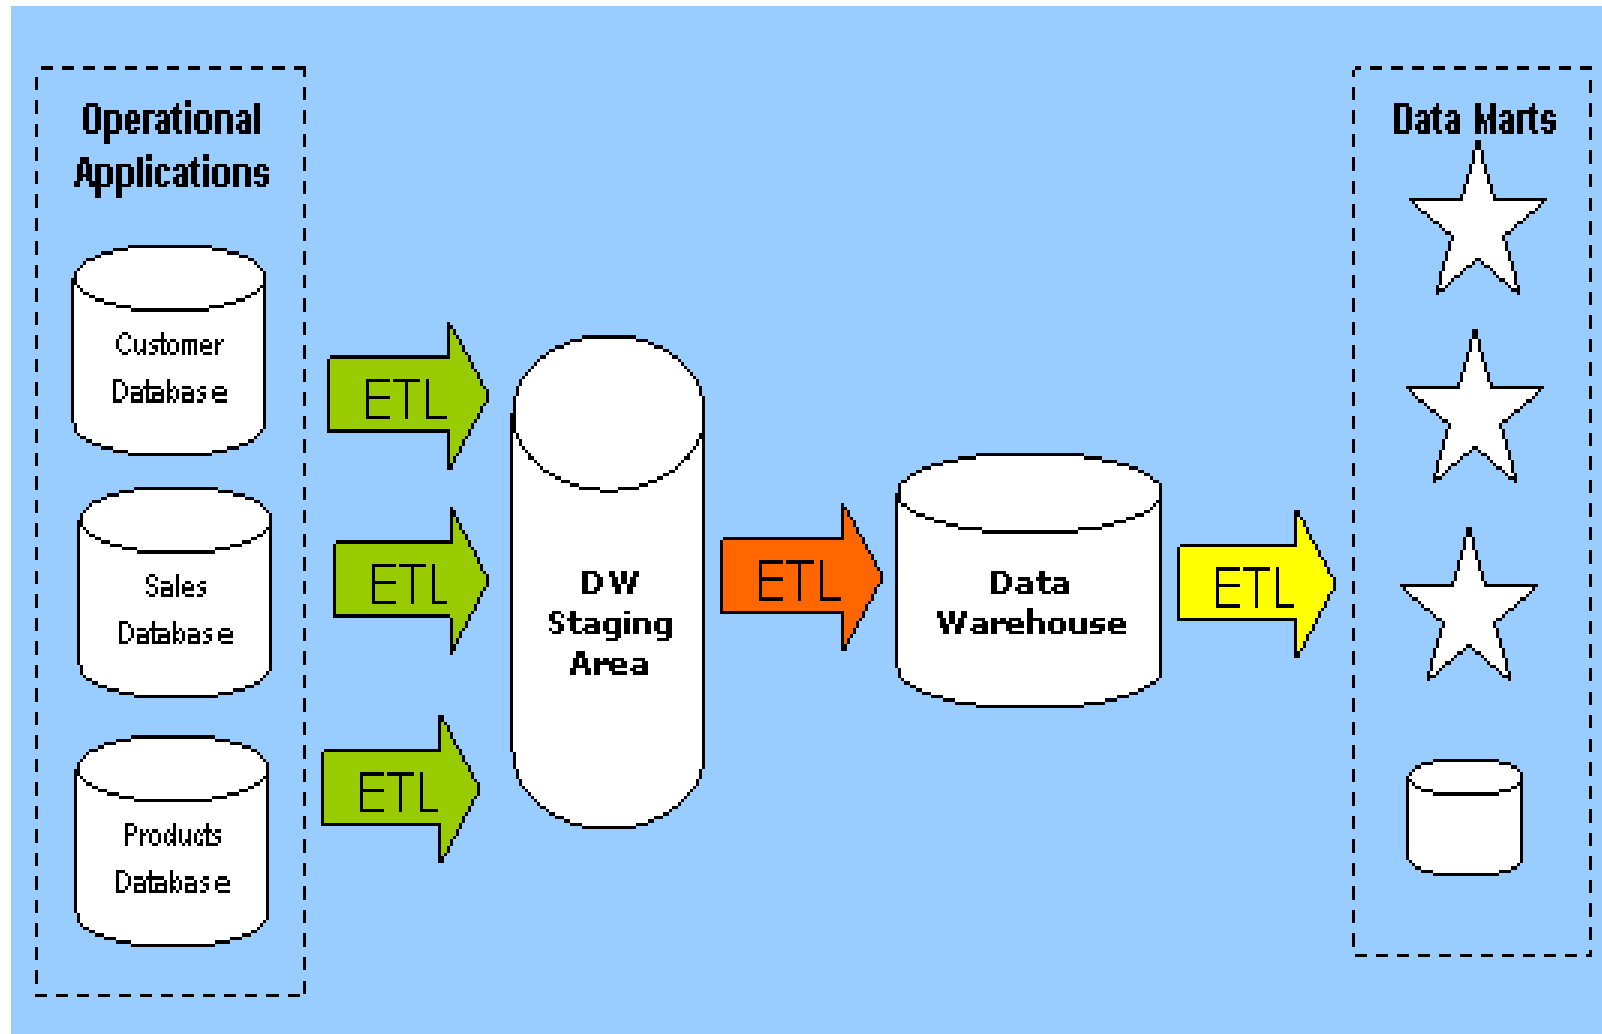 Operational
Applications
Customer
Database
Sales
Database
Products
Database
ETL
ETL
ETL
DW
Staging
Area
ETL
Data
Warehouse
ETL
Data Marts